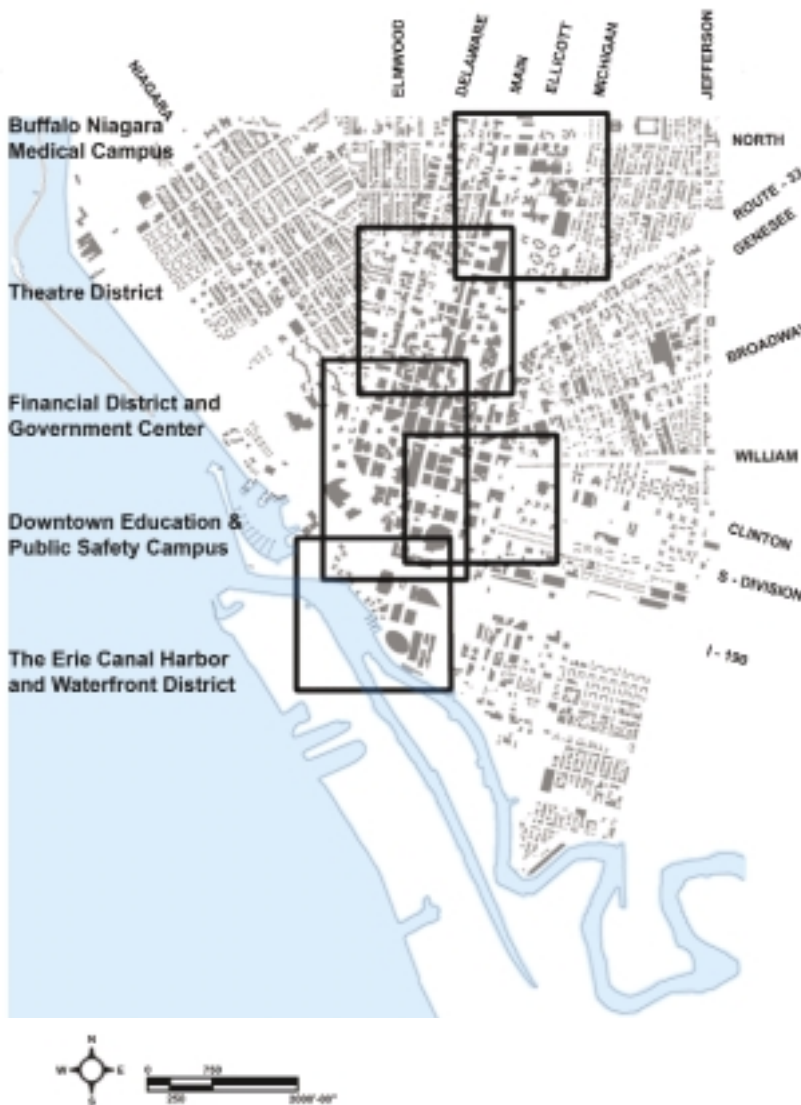 NIAGARA
ELMWOOD
DELAWARE
MAIN
ELLICOTT
MICHIGAN
JEFFERSON
Buffalo Niagara
Medical Campus
NORTH
ROUTE - 33
GENESEE
Theatre District
BROADWAY
Financial District and
Government Center
WILLIAM
Downtown Education &
Public Safety Campus
CLINTON
S - DIVISION
The Erie Canal Harbor
and Waterfront District
I - 190
N
W E
S
0 750
250